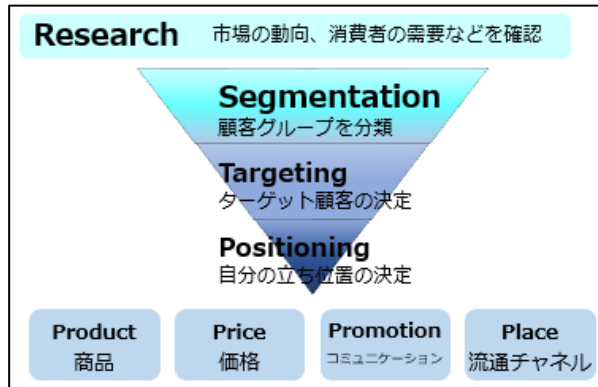 Research 市場の動向、消費者の需要などを確認
Segmentation
顧客グループを分類
Targeting
ターゲット顧客の決定
Positioning
自分の立ち位置の決定
Product
商品
Price
価格
Promotion
コミュニケーション
Place
流通チャネル